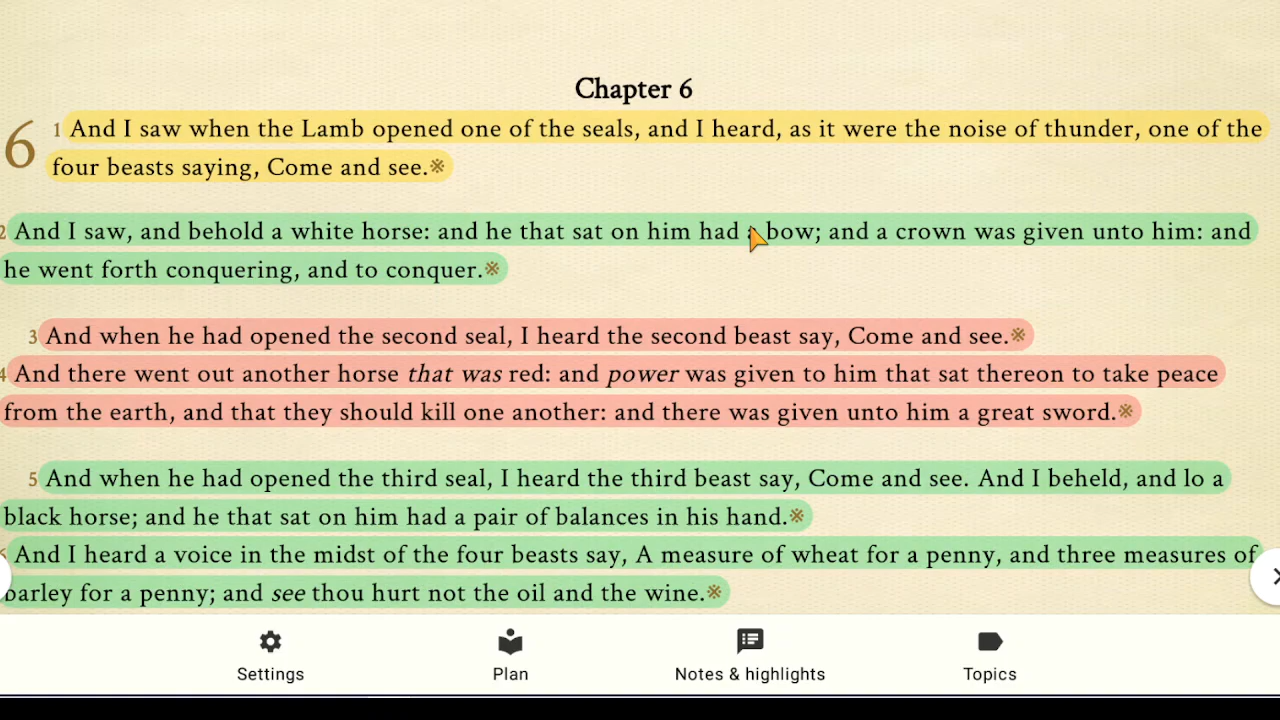 Chapter 6
6 1 And I saw when the Lamb opened one of the seals, and I heard, as it were the noise of thunder, one of the
four beasts saying, Come and see.※
2 And I saw, and behold a white horse: and he that sat on him had bow; and a crown was given unto him: and
he went forth conquering, and to conquer.※
3 And when he had opened the second seal, I heard the second beast say, Come and see.※
4 And there went out another horse that was red: and power was given to him that sat thereon to take peace
from the earth, and that they should kill one another: and there was given unto him a great sword.※
5 And when he had opened the third seal, I heard the third beast say, Come and see. And I beheld, and lo a
black horse; and he that sat on him had a pair of balances in his hand.※
6 And I heard a voice in the midst of the four beasts say, A measure of wheat for a penny, and three measures of
barley for a penny; and see thou hurt not the oil and the wine.※
Settings
Plan
Notes & highlights
Topics